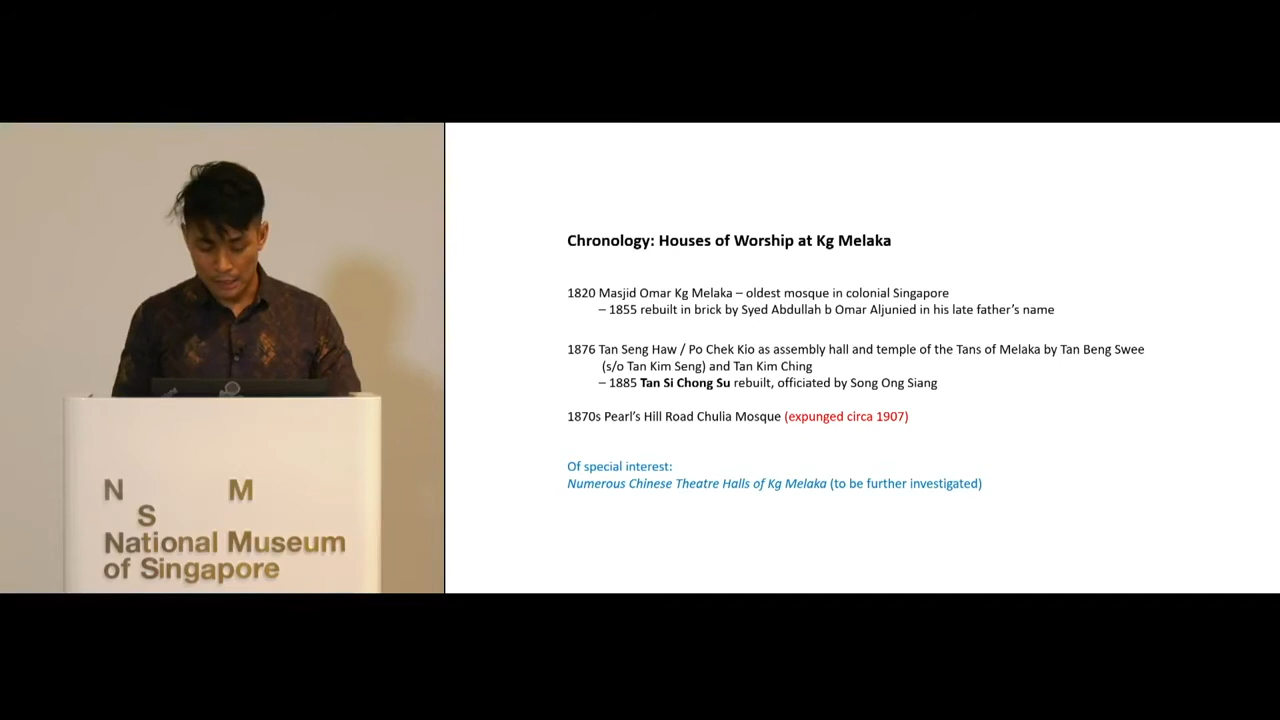 Chronology: Houses of Worship at Kg Melaka
1820 Masjid Omar Kg Melaka – oldest mosque in colonial Singapore
– 1855 rebuilt in brick by Syed Abdullah b Omar Aljunied in his late father's name
1876 Tan Seng Haw / Po Chek Kio as assembly hall and temple of the Tans of Melaka by Tan Beng Swee
(s/o Tan Kim Seng) and Tan Kim Ching
– 1885 Tan Si Chong Su rebuilt, officiated by Song Ong Siang
1870s Pearl's Hill Road Chulia Mosque (expunged circa 1907)
Of special interest:
Numerous Chinese Theatre Halls of Kg Melaka (to be further investigated)
N M
S
National Museum
of Singapore